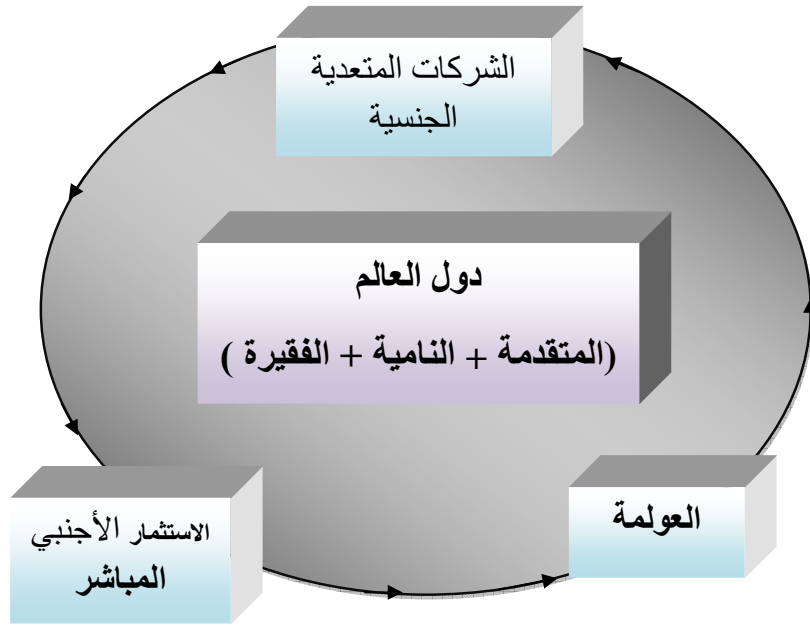 الشركات المتعدية
الجنسية
دول العالم
(المتقدمة + النامية + الفقيرة )
العولمة
الاستثمار الأجنبي
المباشر